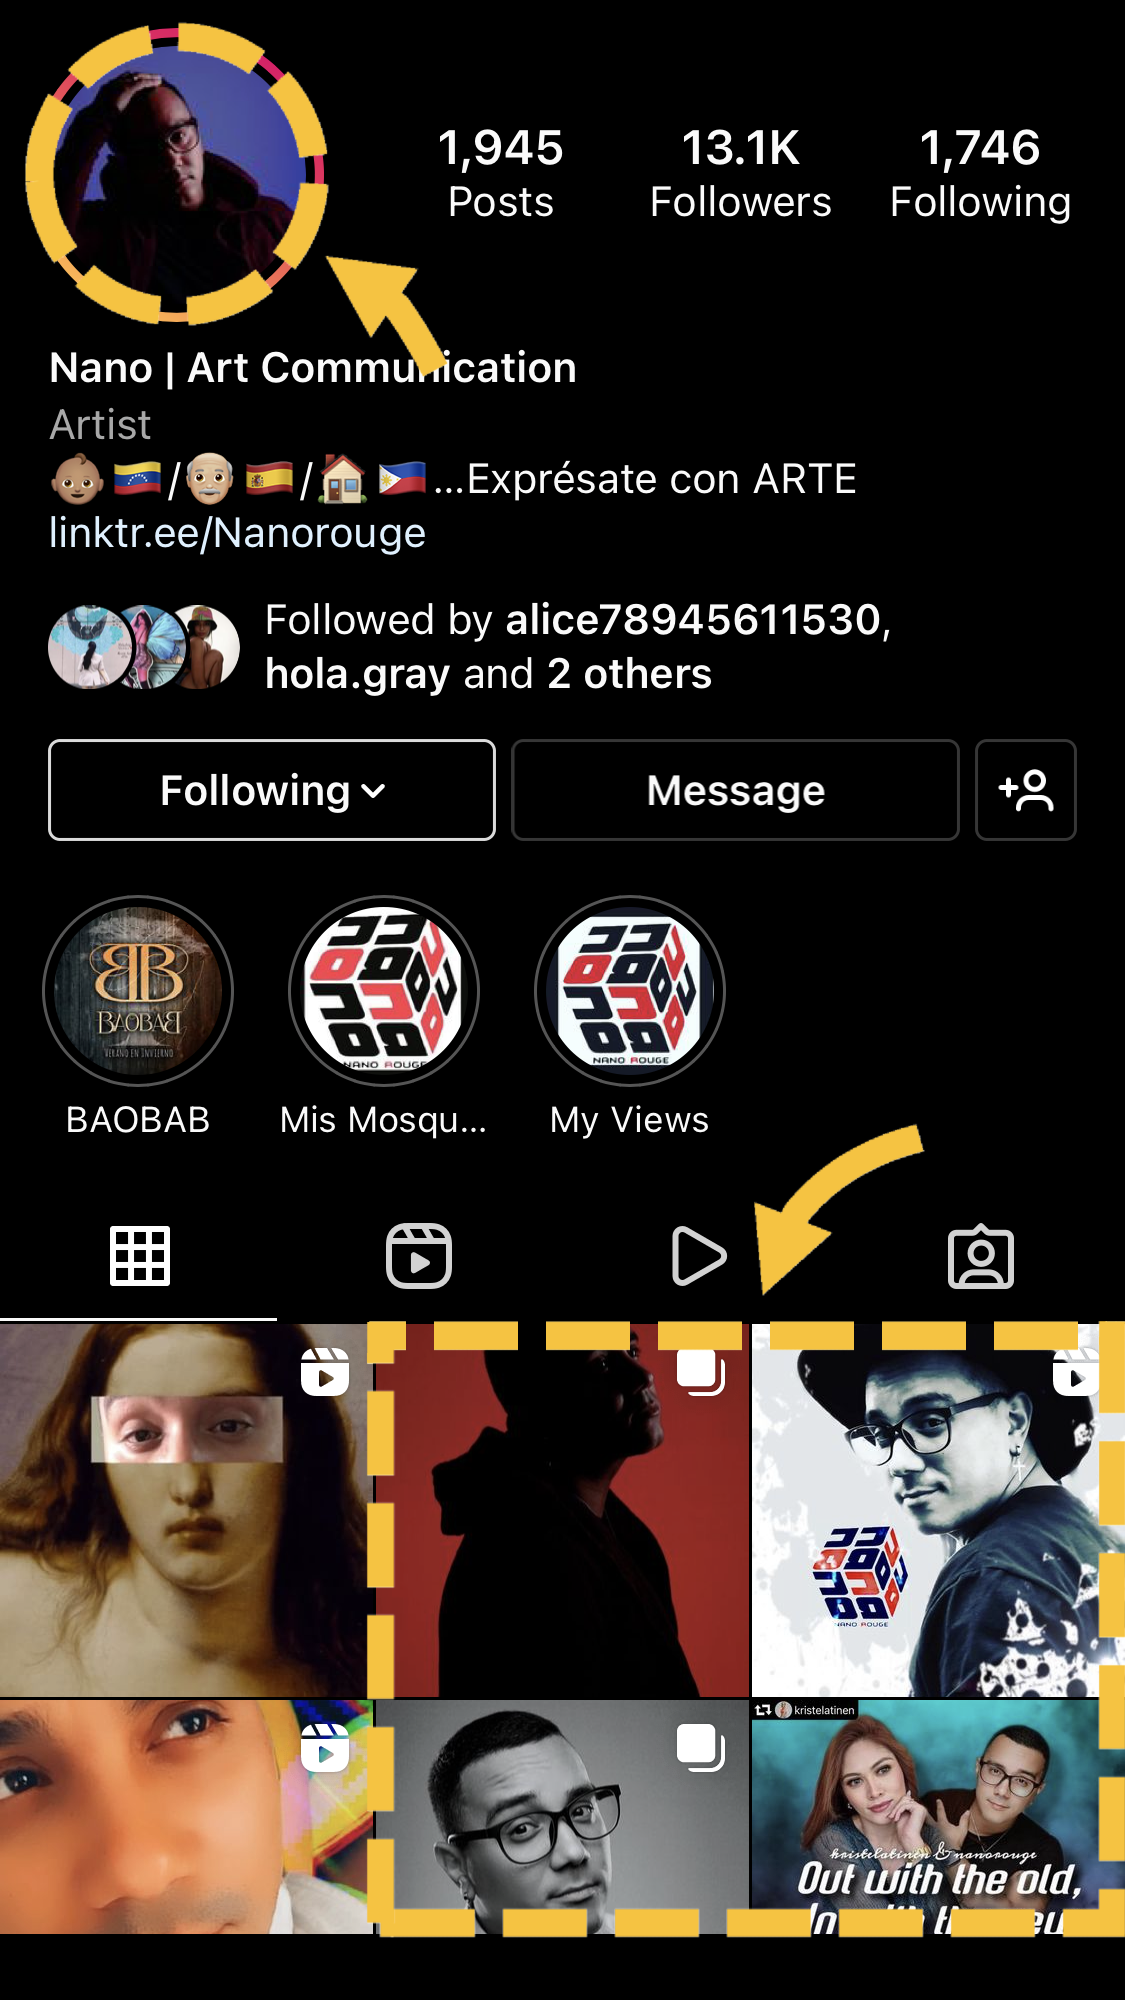 1,945 13.1K 1,746
Posts Followers Following
Nano | Art Communication
Artist
👶🏽🇻🇪/👴🏼🇪🇸/🏠🇵🇭...Exprésate con ARTE
linktr.ee/Nanorouge
Followed by alice78945611530,
hola.gray and 2 others
Following Message
BAOBAB
VERANO EN INVIERNO
NANO ROUGE
NANO ROUGE
BAOBAB Mis Mosqu... My Views
NANO ROUGE
kristelatinen
kristelatinen & nanorouge
Out with the old,